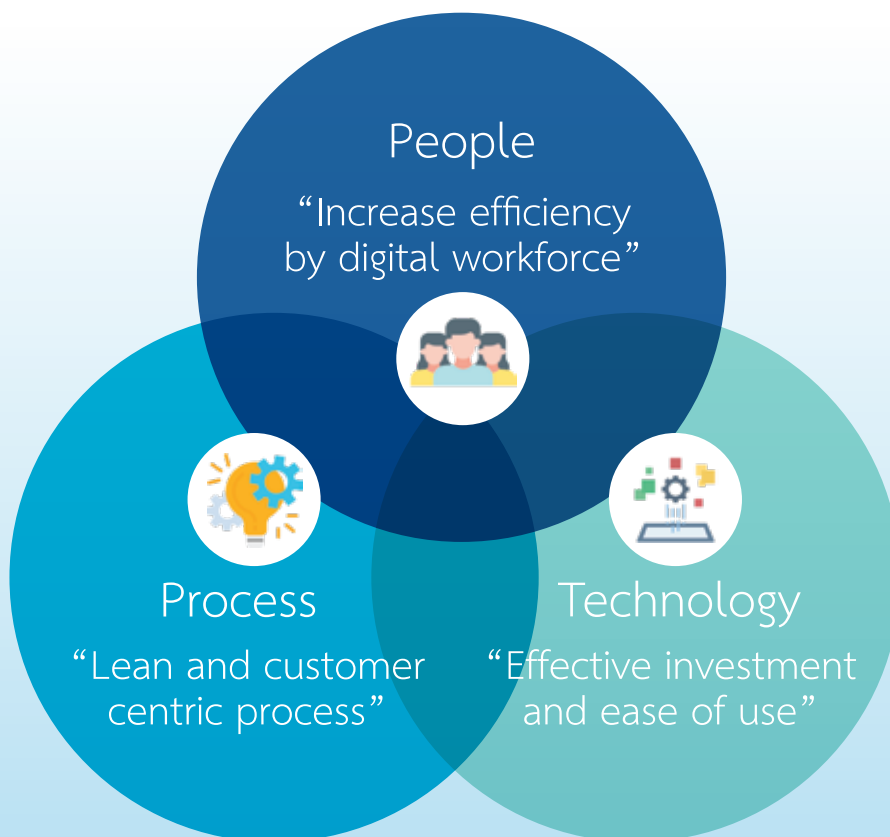 People
“Increase efficiency
by digital workforce”
Process
“Lean and customer
centric process”
Technology
“Effective investment
and ease of use”